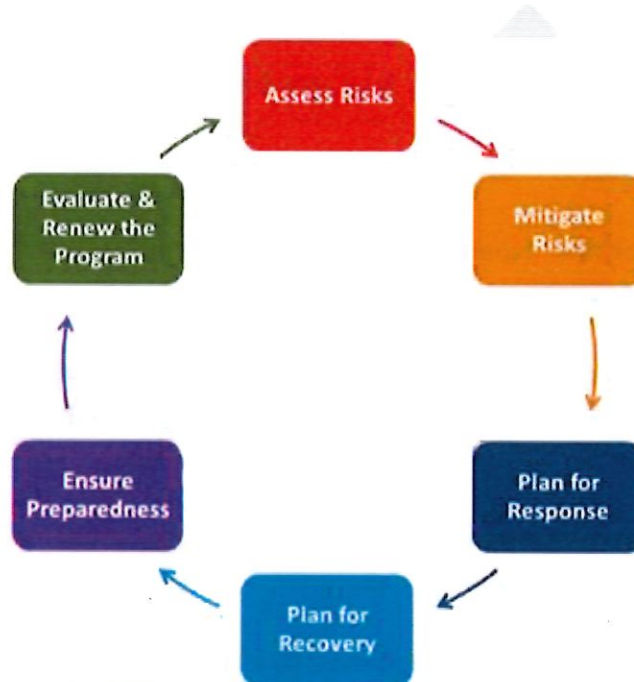 Assess Risks
Mitigate
Risks
Plan for
Response
Plan for
Recovery
Ensure
Preparedness
Evaluate &
Renew the
Program